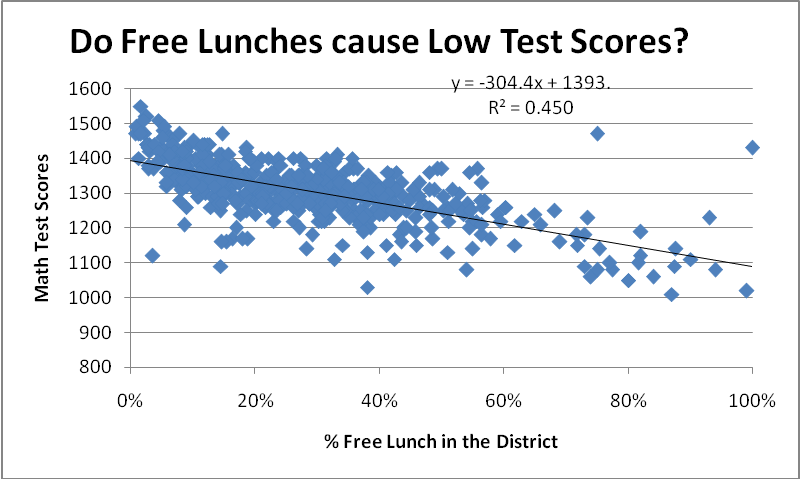 Do Free Lunches cause Low Test Scores?
y = -304.4x + 1393.
R² = 0.450
1600
1500
1400
1300
1200
1100
1000
900
800
Math Test Scores
0% 20% 40% 60% 80% 100%
% Free Lunch in the District